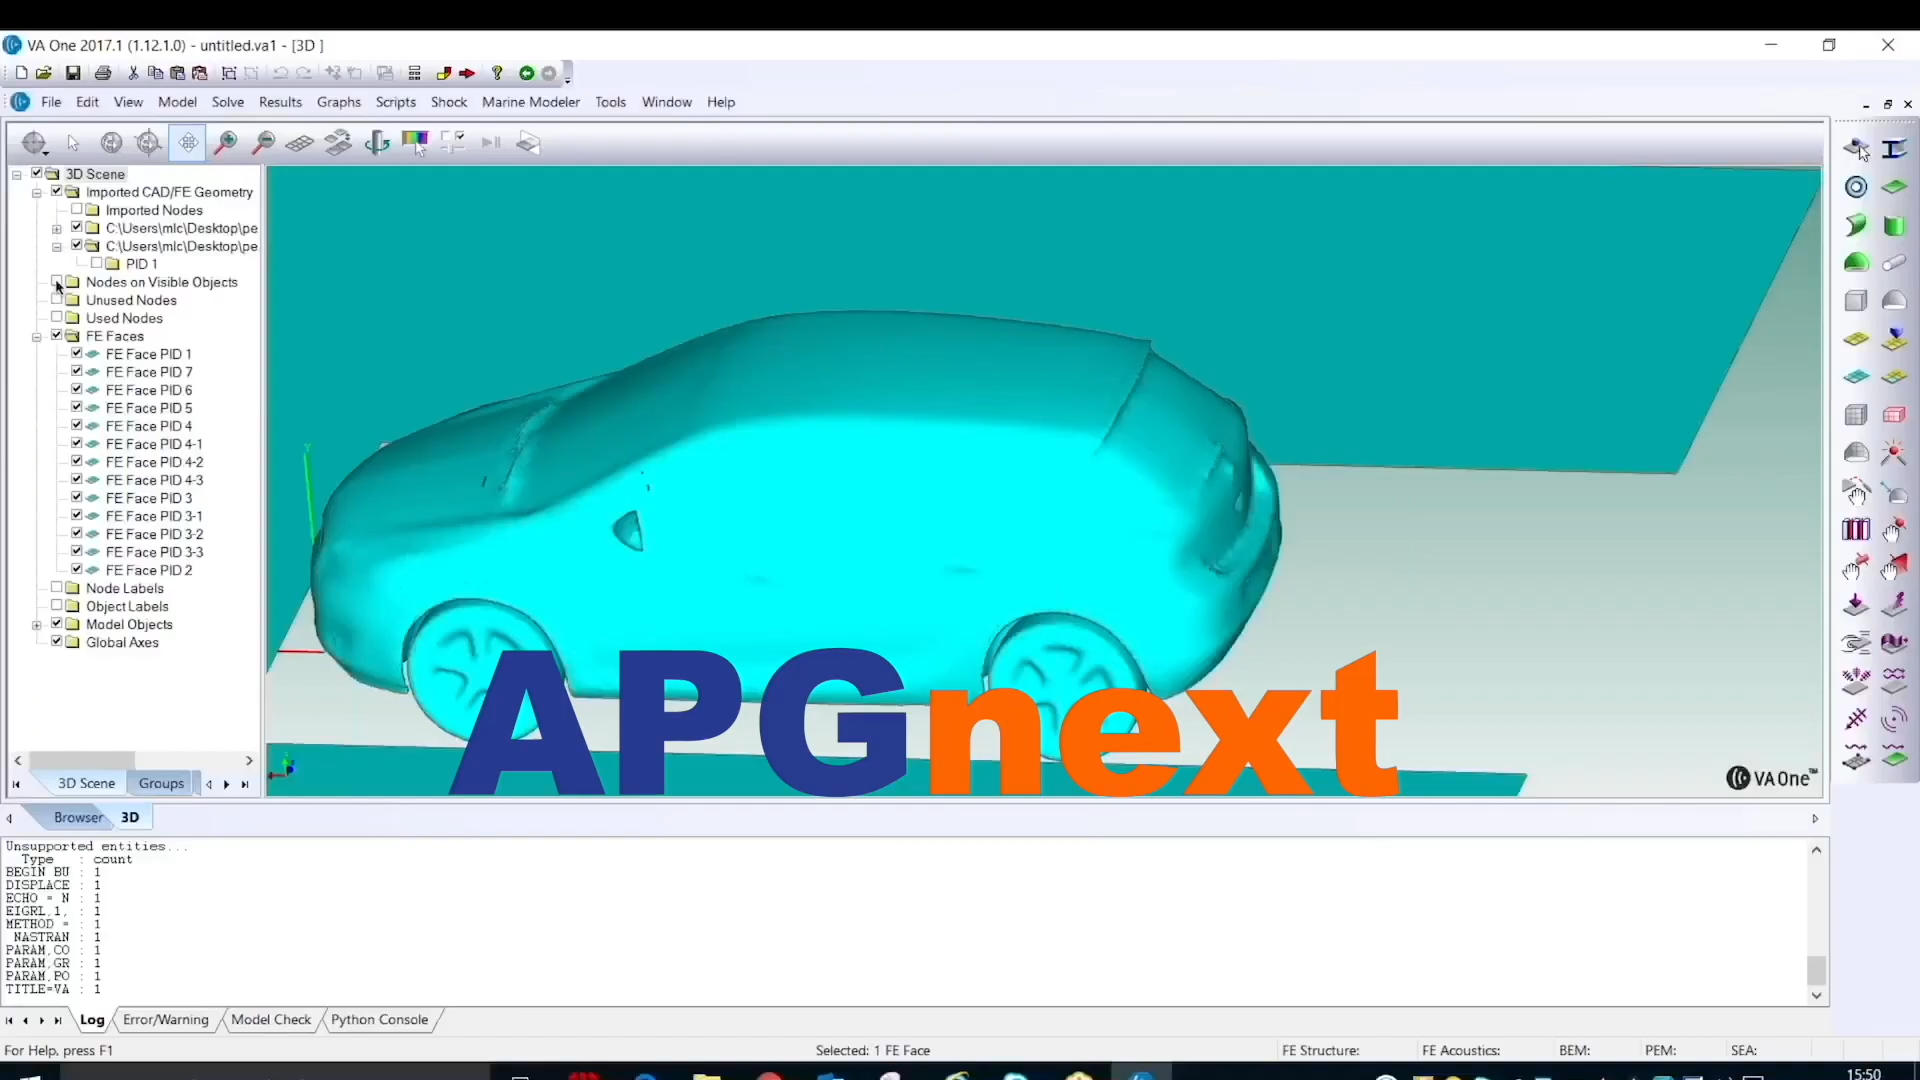 VA One 2017.1 (1.12.1.0) - untitled.va1 - [3D ]
File Edit View Model Solve Results Graphs Scripts Shock Marine Modeler Tools Window Help
3D Scene
Imported CAD/FE Geometry
Imported Nodes
C:\Users\mlc\Desktop\pe
C:\Users\mlc\Desktop\pe
PID 1
Nodes on Visible Objects
Unused Nodes
Used Nodes
FE Faces
FE Face PID 1
FE Face PID 7
FE Face PID 6
FE Face PID 5
FE Face PID 4
FE Face PID 4-1
FE Face PID 4-2
FE Face PID 4-3
FE Face PID 3
FE Face PID 3-1
FE Face PID 3-2
FE Face PID 3-3
FE Face PID 2
Node Labels
Object Labels
Model Objects
Global Axes
APGnext
VA One™
3D Scene Groups
Browser 3D
Unsupported entities...
Type : count
BEGIN BU : 1
DISPLACE : 1
ECHO = N : 1
EIGRL,1, : 1
METHOD = : 1
NASTRAN : 1
PARAM,CO : 1
PARAM,GR : 1
PARAM,PO : 1
TITLE=VA : 1
Log Error/Warning Model Check Python Console
For Help, press F1 Selected: 1 FE Face FE Structure: FE Acoustics: BEM: PEM: SEA:
15:50